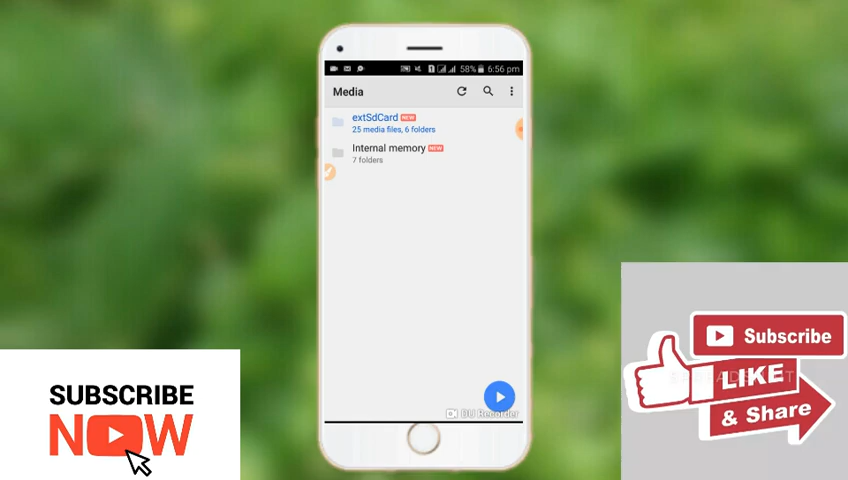 58% 6:56 pm
Media
extSdCard NEW
25 media files, 6 folders
Internal memory NEW
7 folders
DU Recorder
SUBSCRIBE
NOW
Subscribe
LIKE
& Share